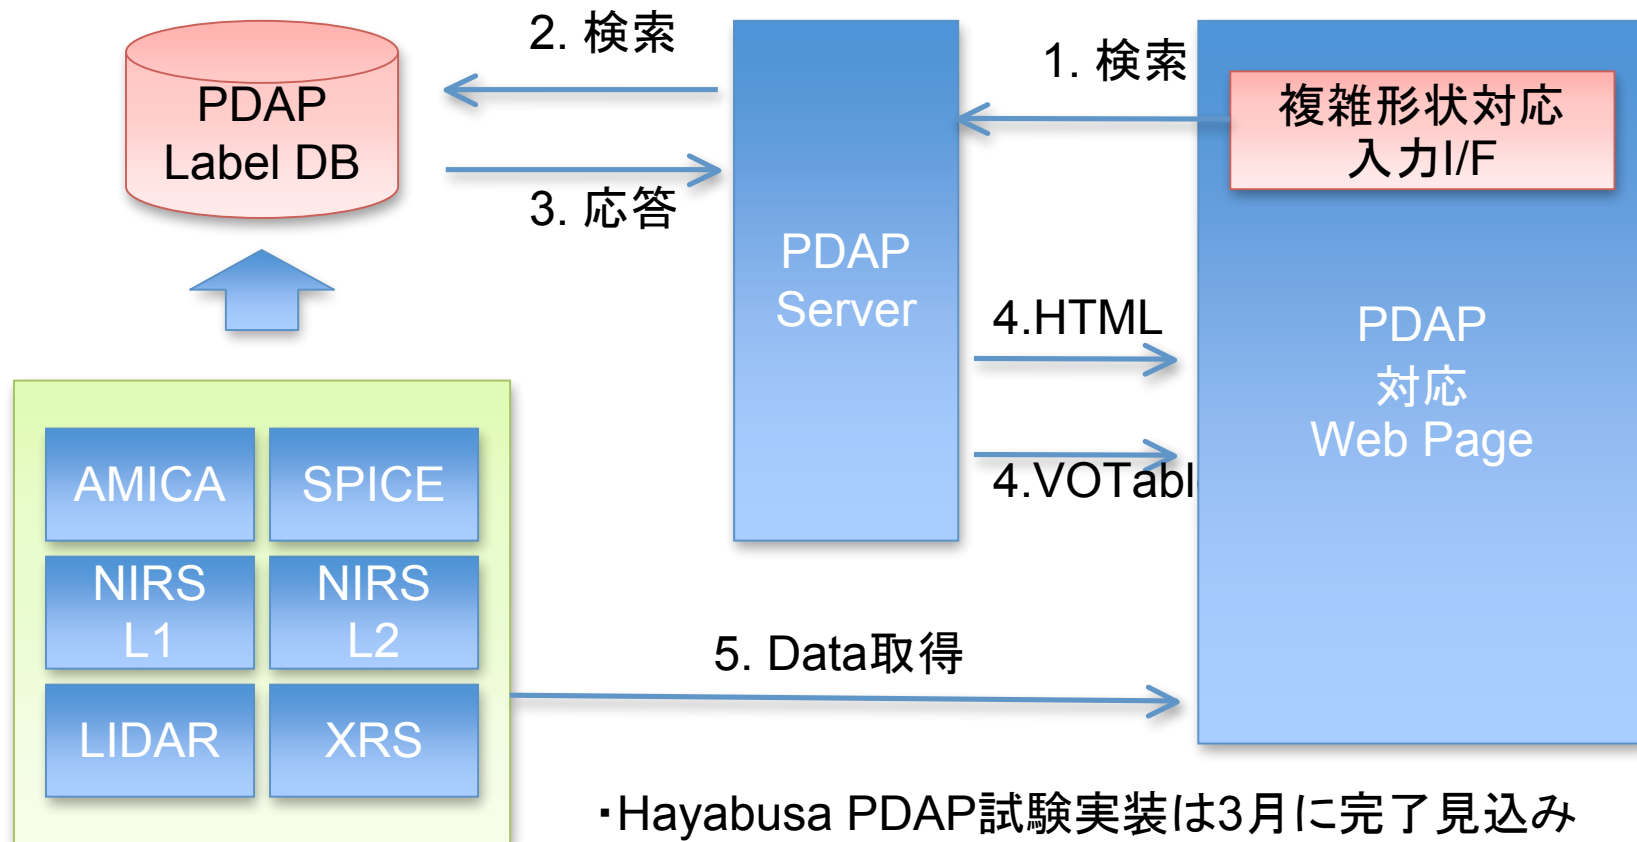 2. 検索
1. 検索
PDAP
Label DB
複雑形状対応
入力I/F
3. 応答
PDAP
Server
4.HTML
PDAP
対応
Web Page
4.VOTabl
AMICA
SPICE
NIRS
L1
NIRS
L2
5. Data取得
LIDAR
XRS
・Hayabusa PDAP試験実装は3月に完了見込み